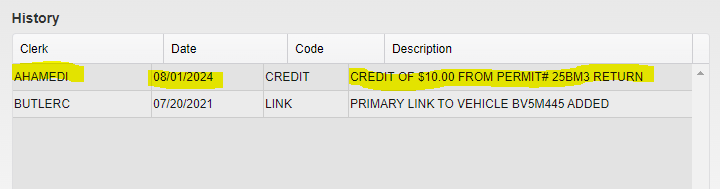 History
Clerk Date Code Description
AHAMEDI 08/01/2024 CREDIT CREDIT OF $10.00 FROM PERMIT# 25BM3 RETURN
BUTLERC 07/20/2021 LINK PRIMARY LINK TO VEHICLE BV5M445 ADDED